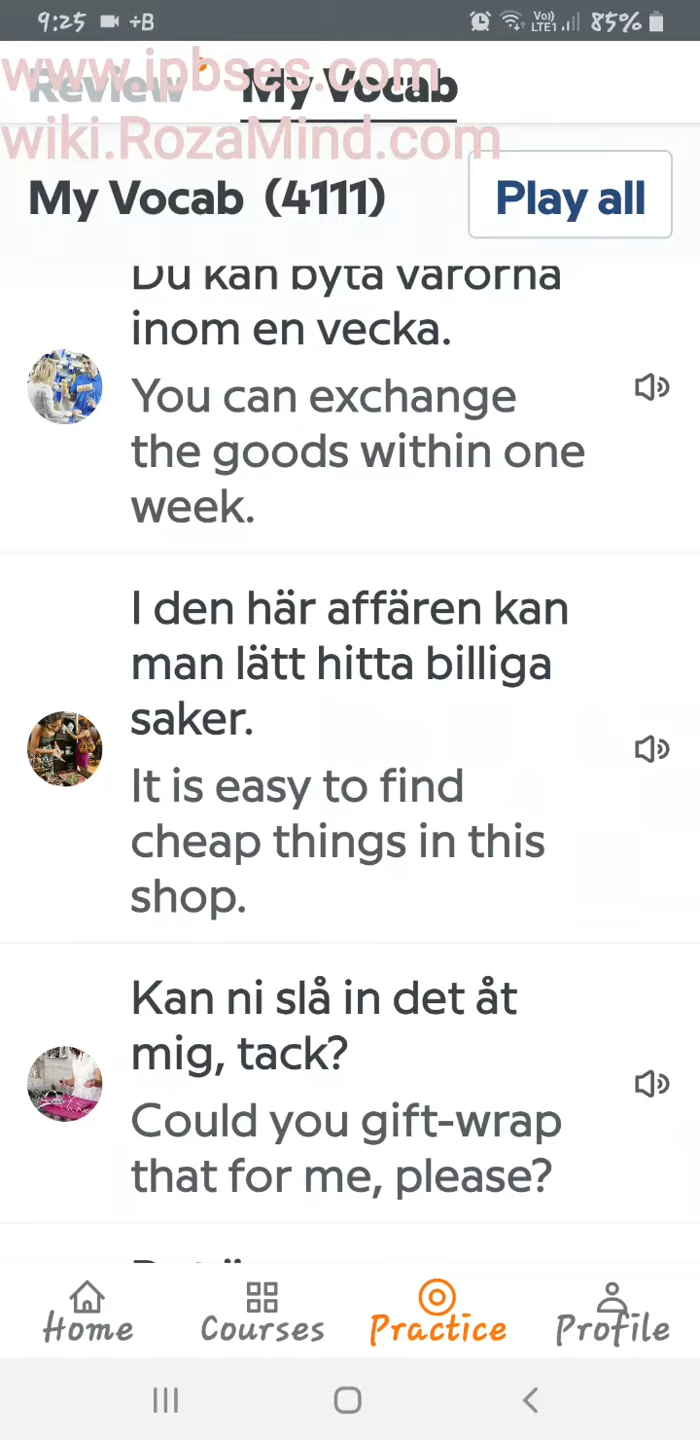 9:25 ÷B Vo)) LTE1 85%
www.ipbses.com
Review My Vocab
wiki.RozaMind.com
My Vocab (4111) Play all
Du kan byta varorna
inom en vecka.
You can exchange
the goods within one
week.
I den här affären kan
man lätt hitta billiga
saker.
It is easy to find
cheap things in this
shop.
Kan ni slå in det åt
mig, tack?
Could you gift-wrap
that for me, please?
Home Courses Practice Profile